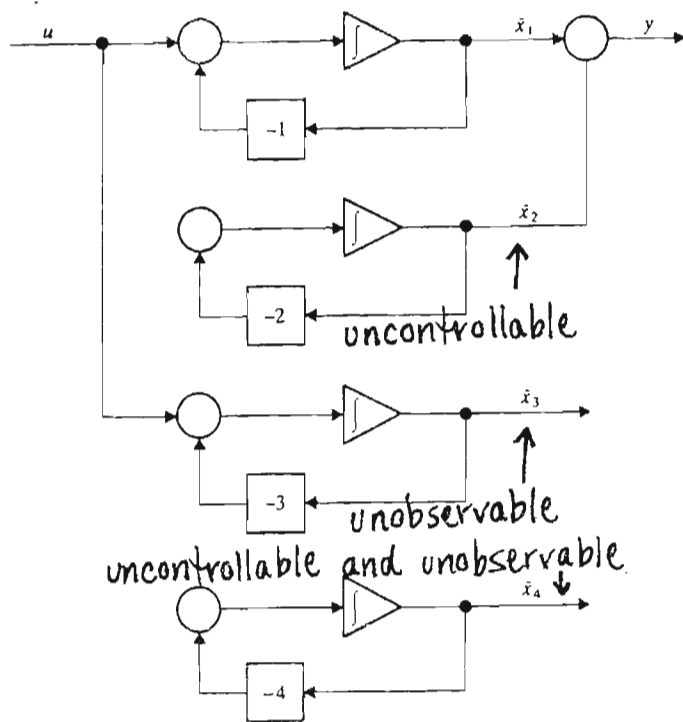 u ∫ x̄₁ y
-1
∫ x̄₂
-2
uncontrollable
∫ x̄₃
-3
unobservable
uncontrollable and unobservable
∫ x̄₄
-4